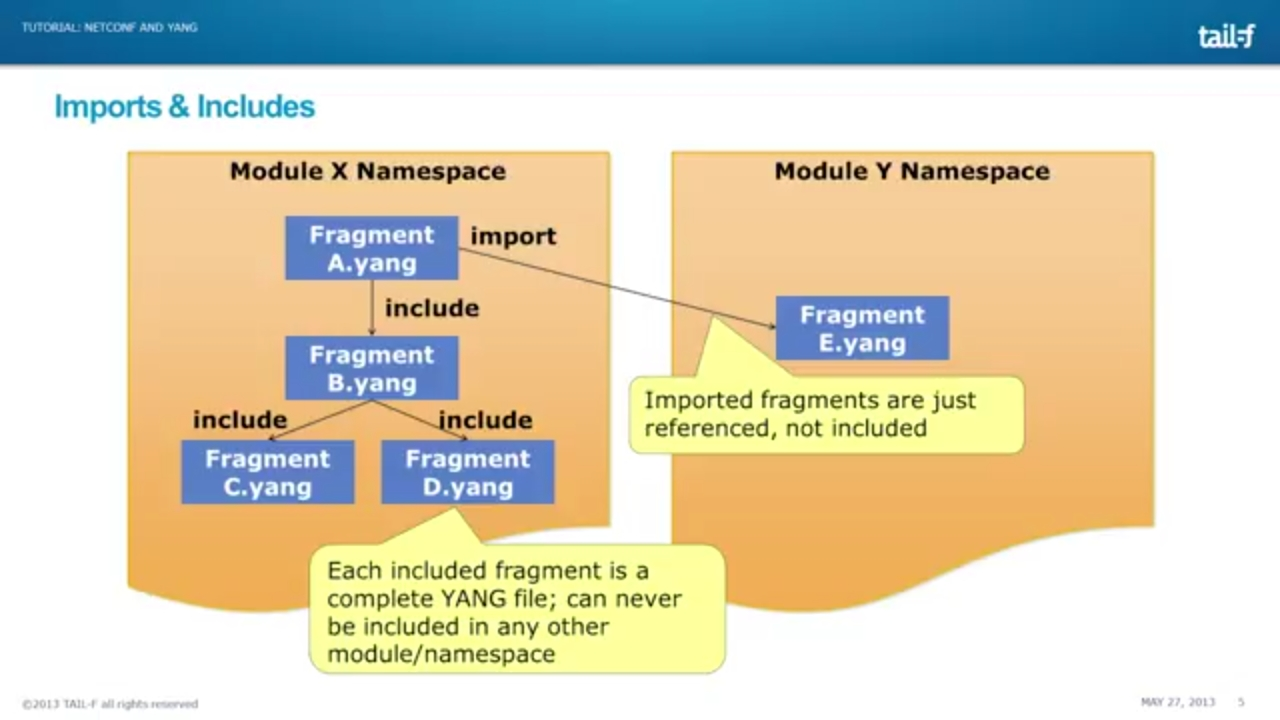 TUTORIAL: NETCONF AND YANG
tail-f
Imports & Includes
Module X Namespace
Module Y Namespace
Fragment
A.yang
import
include
Fragment
E.yang
Fragment
B.yang
Imported fragments are just
referenced, not included
include
include
Fragment
C.yang
Fragment
D.yang
Each included fragment is a
complete YANG file; can never
be included in any other
module/namespace
©2013 TAIL-F all rights reserved
MAY 27, 2013
5